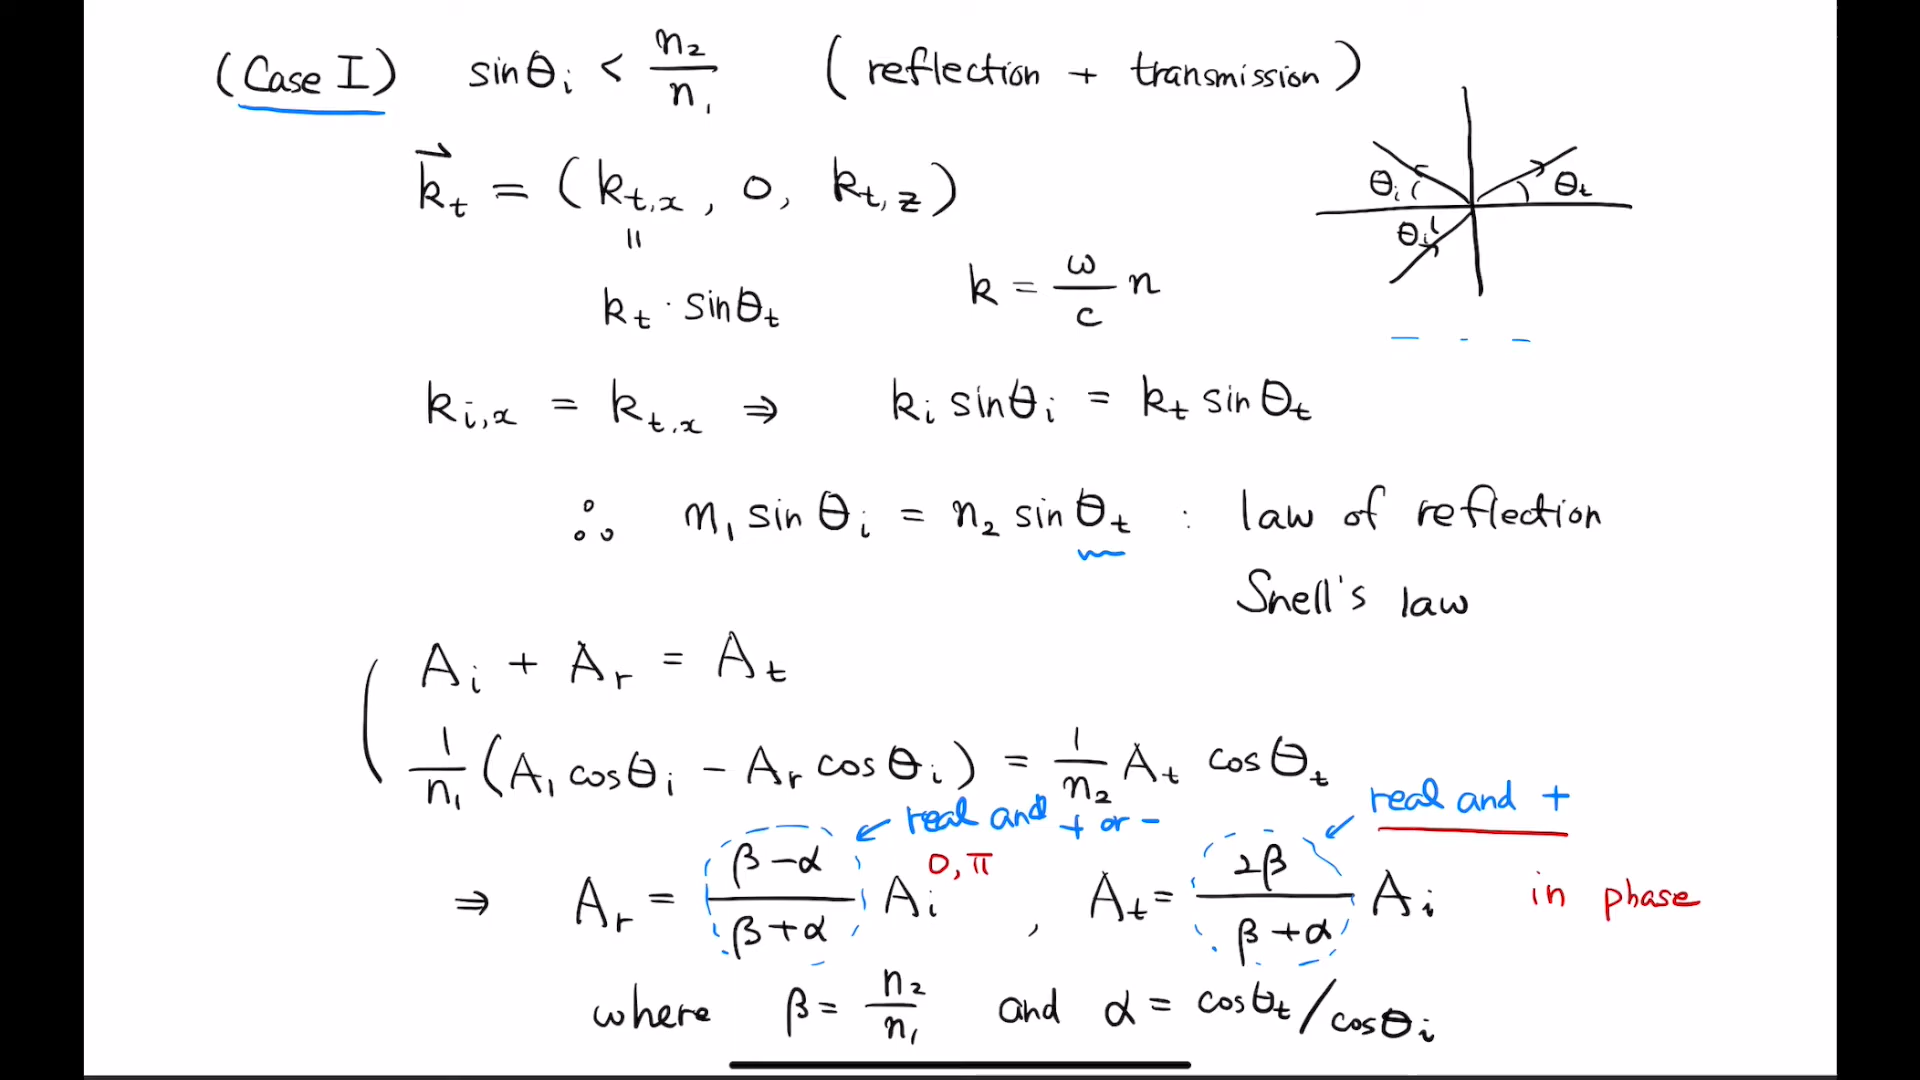 (Case I) sinθᵢ < n₂/n₁ (reflection + transmission)
θᵢ θₜ
θᵢ'
k⃗ₜ = (kₜ,ₓ, 0, kₜ,z)
=
kₜ · sinθₜ k = ω/c n
kᵢ,ₓ = kₜ,ₓ ⇒ kᵢ sinθᵢ = kₜ sinθₜ
∴ n₁ sinθᵢ = n₂ sinθₜ : law of reflection
Snell's law
Aᵢ + Aᵣ = Aₜ
1/n₁ (A₁ cosθᵢ − Aᵣ cosθᵢ) = 1/n₂ Aₜ cosθₜ
real and + or − real and +
0, π
⇒ Aᵣ = (β−α)/(β+α) Aᵢ , Aₜ = 2β/(β+α) Aᵢ in phase
where β = n₂/n₁ and α = cosθₜ/cosθᵢ